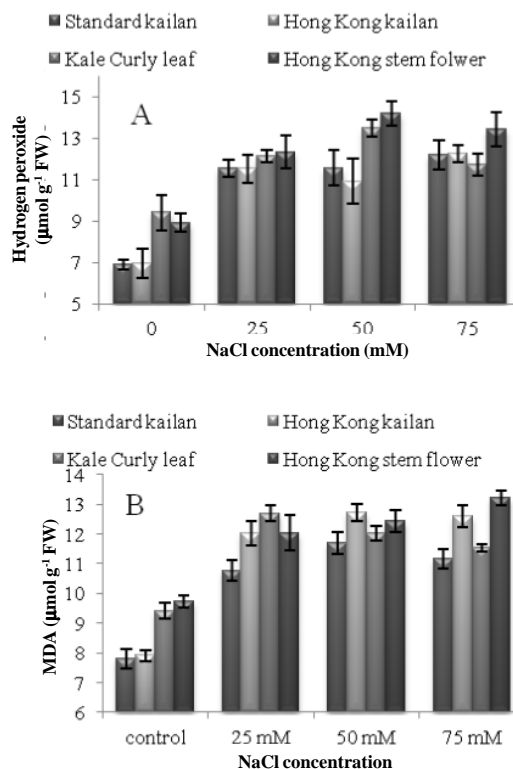 Standard kailan Hong Kong kailan
Kale Curly leaf Hong Kong stem folwer
A
Hydrogen peroxide
(µmol g-1 FW)
15
13
11
9
7
5
0 25 50 75
NaCl concentration (mM)
Standard kailan Hong Kong kailan
Kale Curly leaf Hong Kong stem flower
B
MDA (µmol g-1 FW)
13
12
11
10
9
8
7
6
control 25 mM 50 mM 75 mM
NaCl concentration